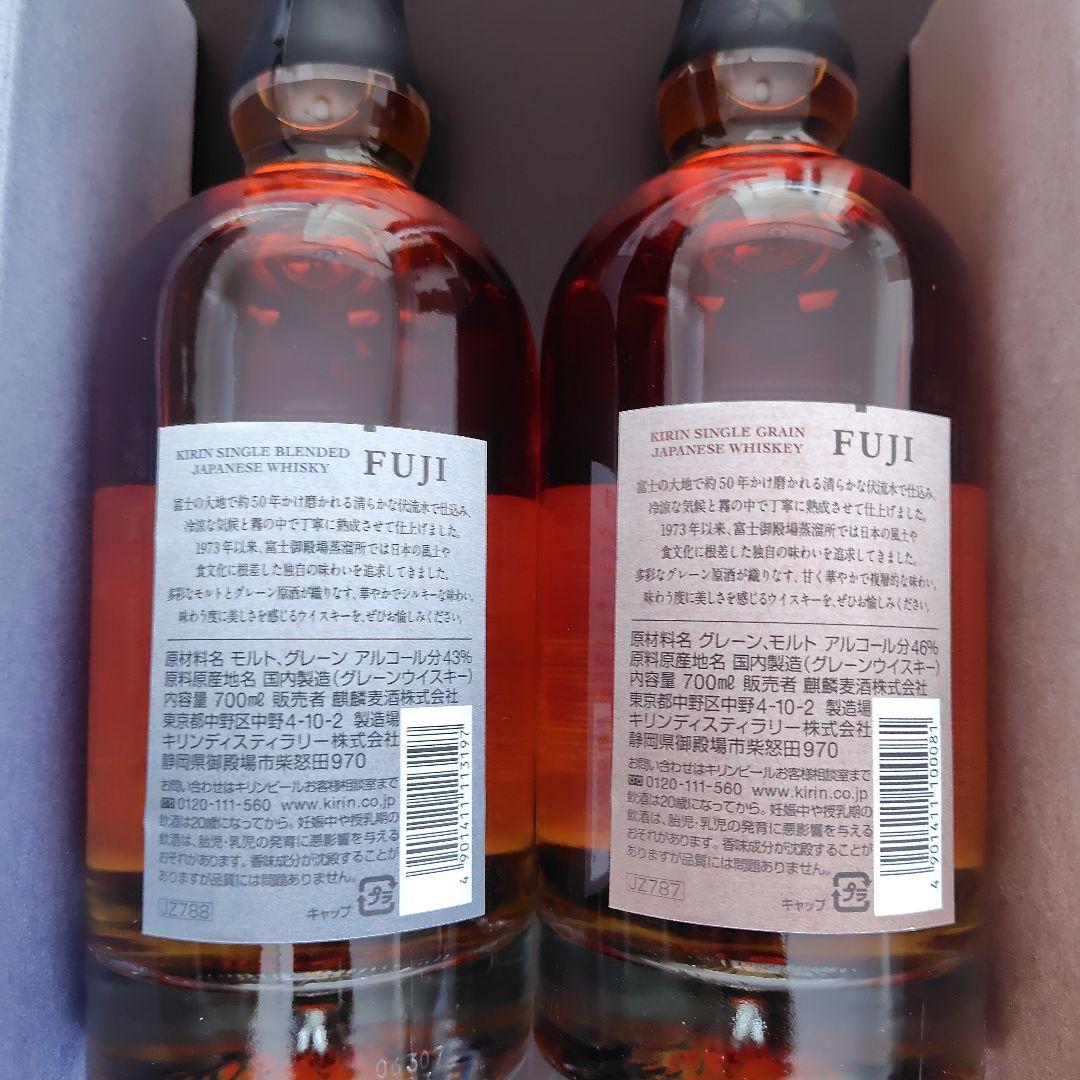 KIRIN SINGLE BLENDED
JAPANESE WHISKY
FUJI
富士の大地で約50年かけ磨かれる清らかな伏流水で仕込み、
冷涼な気候と霧の中で丁寧に熟成させて仕上げました。
1973年以来、富士御殿場蒸溜所では日本の風土や
食文化に根差した独自の味わいを追求してきました。
多彩なモルトとグレーン原酒が織りなす、華やかでシルキーな味わい。
味わう度に美しさを感じるウイスキーを、ぜひお愉しみください。
原材料名 モルト、グレーン アルコール分43%
原料原産地名 国内製造(グレーンウイスキー)
内容量 700㎖ 販売者 麒麟麦酒株式会社
東京都中野区中野4-10-2 製造場
キリンディスティラリー株式会社
静岡県御殿場市柴怒田970
お問い合わせはキリンビールお客様相談室まで
0120-111-560 www.kirin.co.jp
飲酒は20歳になってから。妊娠中や授乳期の
飲酒は、胎児・乳児の発育に悪影響を与える
おそれがあります。香味成分が沈殿することが
ありますが品質には問題ありません。
JZ788
キャップ
プラ
4 901411 113197
06307
KIRIN SINGLE GRAIN
JAPANESE WHISKEY
FUJI
富士の大地で約50年かけ磨かれる清らかな伏流水で仕込み、
冷涼な気候と霧の中で丁寧に熟成させて仕上げました。
1973年以来、富士御殿場蒸溜所では日本の風土や
食文化に根差した独自の味わいを追求してきました。
多彩なグレーン原酒が織りなす、甘く華やかで複層的な味わい。
味わう度に美しさを感じるウイスキーを、ぜひお愉しみください。
原材料名 グレーン、モルト アルコール分46%
原料原産地名 国内製造(グレーンウイスキー)
内容量 700㎖ 販売者 麒麟麦酒株式会社
東京都中野区中野4-10-2 製造場
キリンディスティラリー株式会社
静岡県御殿場市柴怒田970
お問い合わせはキリンビールお客様相談室まで
0120-111-560 www.kirin.co.jp
飲酒は20歳になってから。妊娠中や授乳期の
飲酒は、胎児・乳児の発育に悪影響を与える
おそれがあります。香味成分が沈殿することが
ありますが品質には問題ありません。
JZ787
キャップ
プラ
4 901411 100081